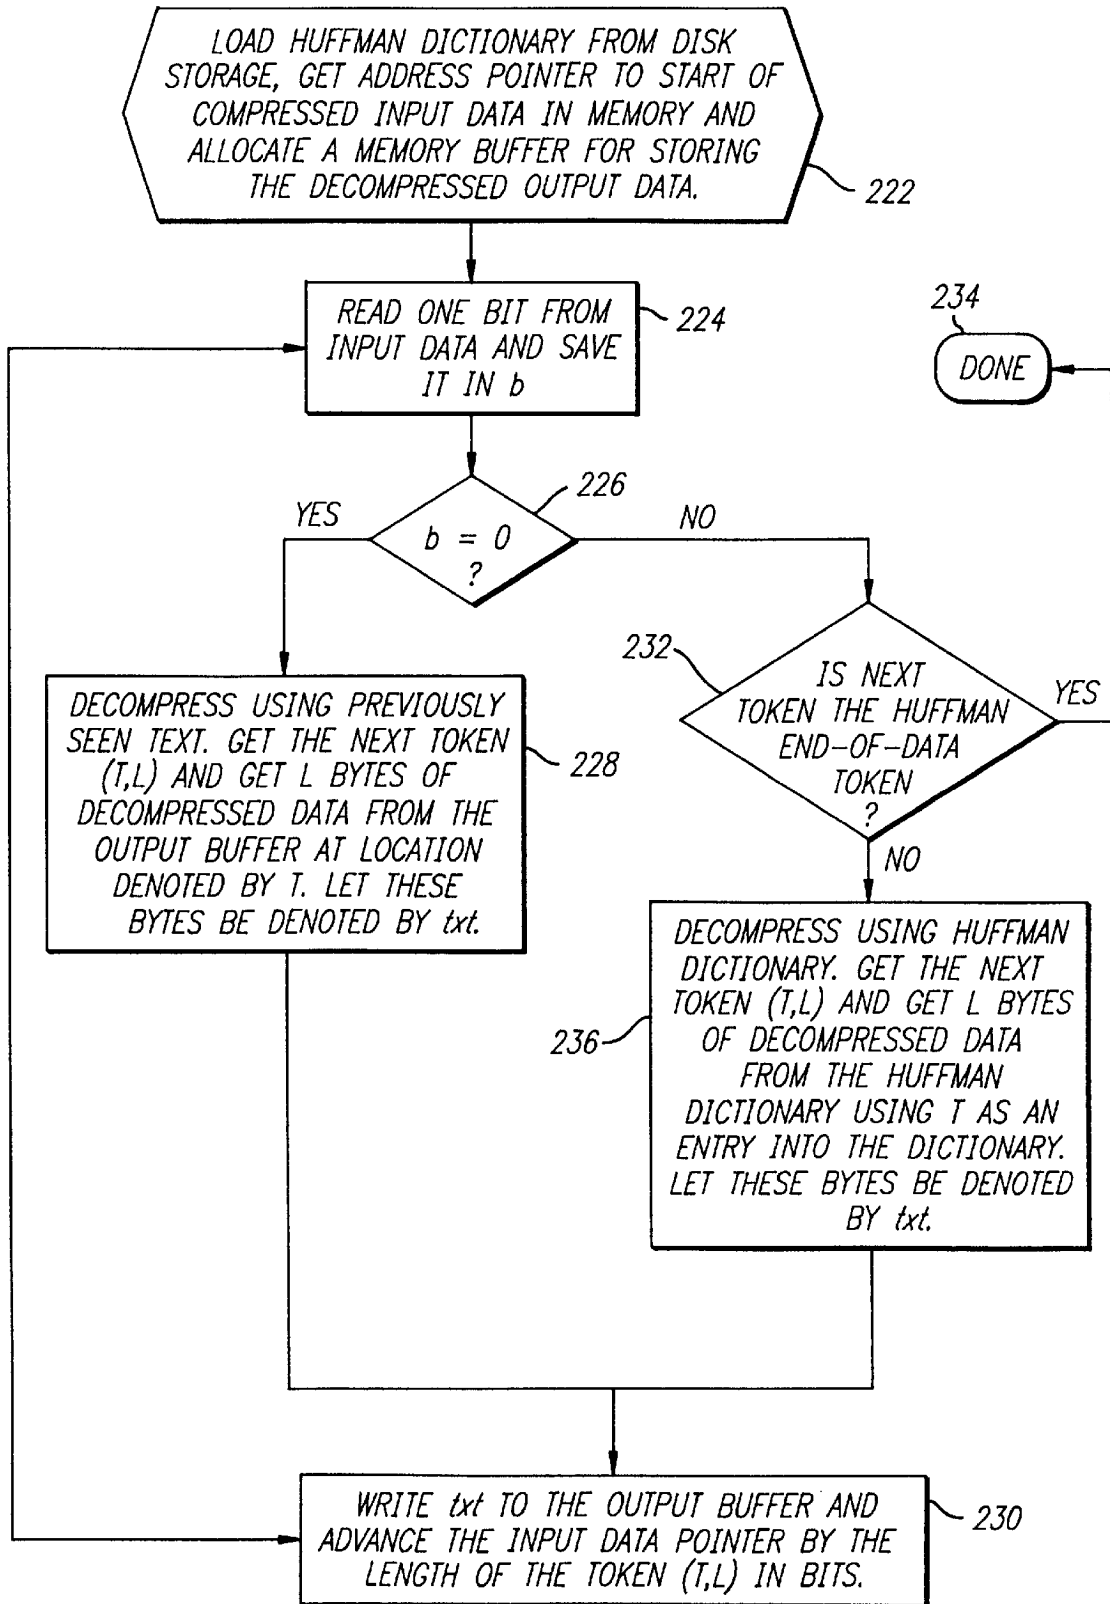 LOAD HUFFMAN DICTIONARY FROM DISK
STORAGE, GET ADDRESS POINTER TO START OF
COMPRESSED INPUT DATA IN MEMORY AND
ALLOCATE A MEMORY BUFFER FOR STORING
THE DECOMPRESSED OUTPUT DATA.
222
READ ONE BIT FROM
INPUT DATA AND SAVE
IT IN b
224
234
DONE
226
YES
b = 0
?
NO
232
IS NEXT
TOKEN THE HUFFMAN
END-OF-DATA
TOKEN
?
YES
NO
DECOMPRESS USING PREVIOUSLY
SEEN TEXT. GET THE NEXT TOKEN
(T,L) AND GET L BYTES OF
DECOMPRESSED DATA FROM THE
OUTPUT BUFFER AT LOCATION
DENOTED BY T. LET THESE
BYTES BE DENOTED BY txt.
228
DECOMPRESS USING HUFFMAN
DICTIONARY. GET THE NEXT
TOKEN (T,L) AND GET L BYTES
OF DECOMPRESSED DATA
FROM THE HUFFMAN
DICTIONARY USING T AS AN
ENTRY INTO THE DICTIONARY.
LET THESE BYTES BE DENOTED
BY txt.
236
WRITE txt TO THE OUTPUT BUFFER AND
ADVANCE THE INPUT DATA POINTER BY THE
LENGTH OF THE TOKEN (T,L) IN BITS.
230